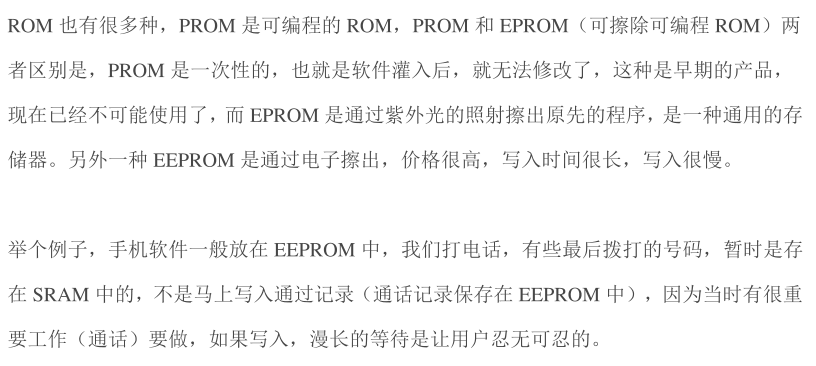 ROM 也有很多种，PROM 是可编程的 ROM，PROM 和 EPROM（可擦除可编程 ROM）两
者区别是，PROM 是一次性的，也就是软件灌入后，就无法修改了，这种是早期的产品，
现在已经不可能使用了，而 EPROM 是通过紫外光的照射擦出原先的程序，是一种通用的存
储器。另外一种 EEPROM 是通过电子擦出，价格很高，写入时间很长，写入很慢。
举个例子，手机软件一般放在 EEPROM 中，我们打电话，有些最后拨打的号码，暂时是存
在 SRAM 中的，不是马上写入通过记录（通话记录保存在 EEPROM 中），因为当时有很重
要工作（通话）要做，如果写入，漫长的等待是让用户忍无可忍的。